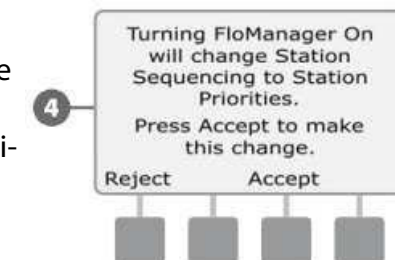 Turning FloManager On
will change Station
Sequencing to Station
Priorities.
Press Accept to make
this change.
Reject Accept
4
e
i-